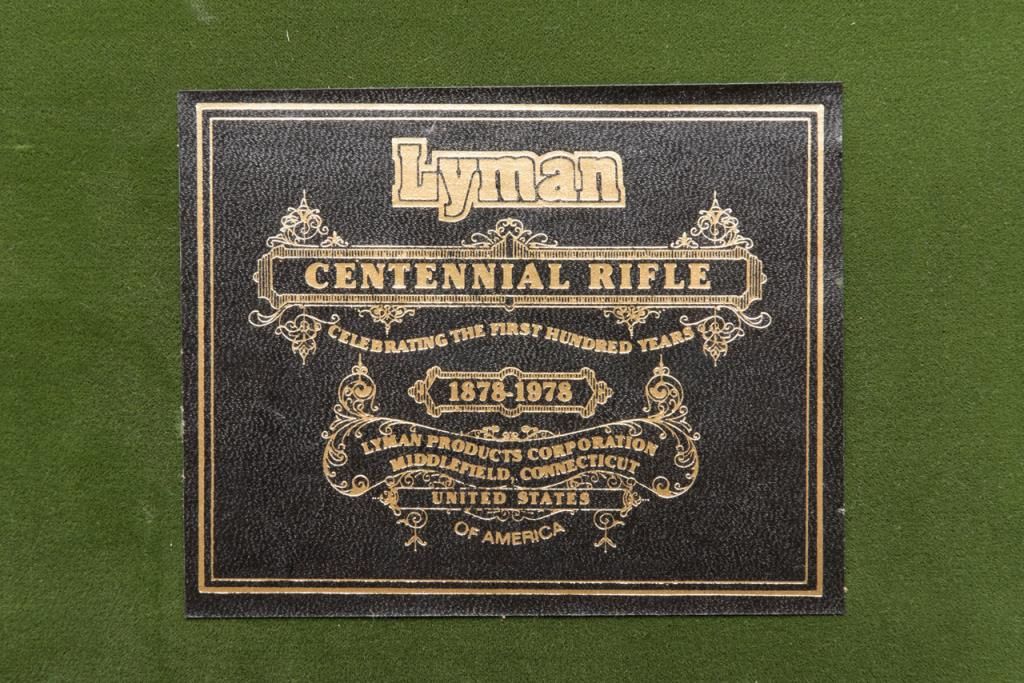 Lyman
CENTENNIAL RIFLE
CELEBRATING THE FIRST HUNDRED YEARS
1878-1978
LYMAN PRODUCTS CORPORATION
MIDDLEFIELD, CONNECTICUT
UNITED STATES
OF AMERICA